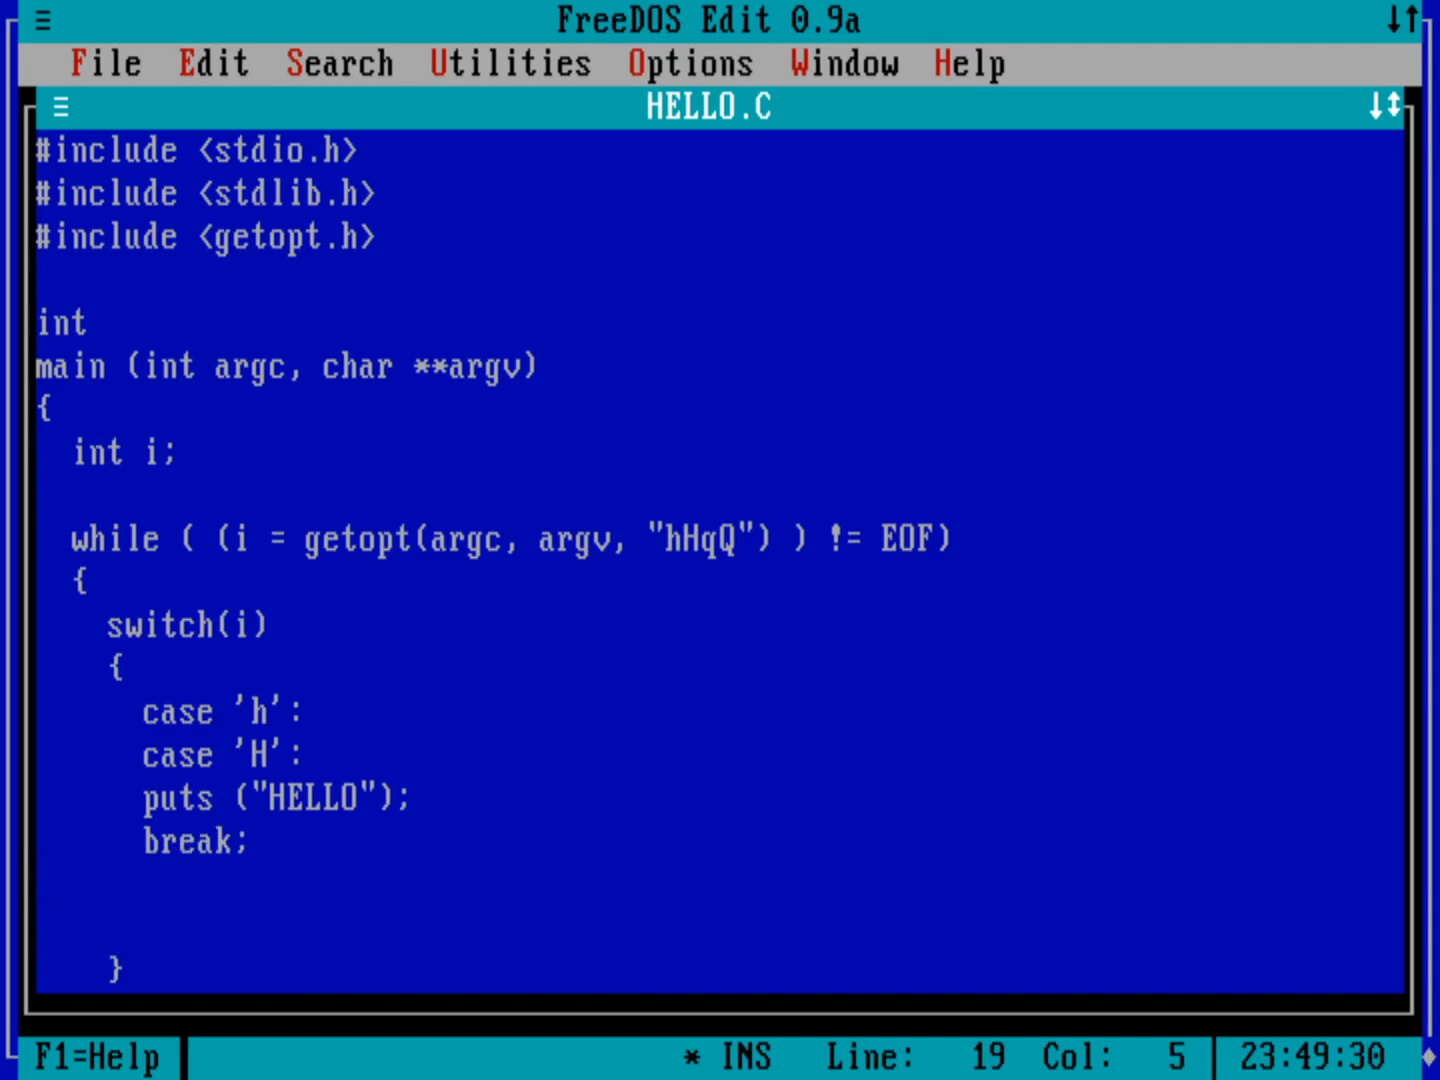 ≡ FreeDOS Edit 0.9a ↓↑
File Edit Search Utilities Options Window Help
≡ HELLO.C ↓↕
#include <stdio.h>
#include <stdlib.h>
#include <getopt.h>
int
main (int argc, char **argv)
{
int i;
while ( (i = getopt(argc, argv, "hHqQ") ) != EOF)
{
switch(i)
{
case 'h':
case 'H':
puts ("HELLO");
break;
}
F1=Help * INS Line: 19 Col: 5 23:49:30